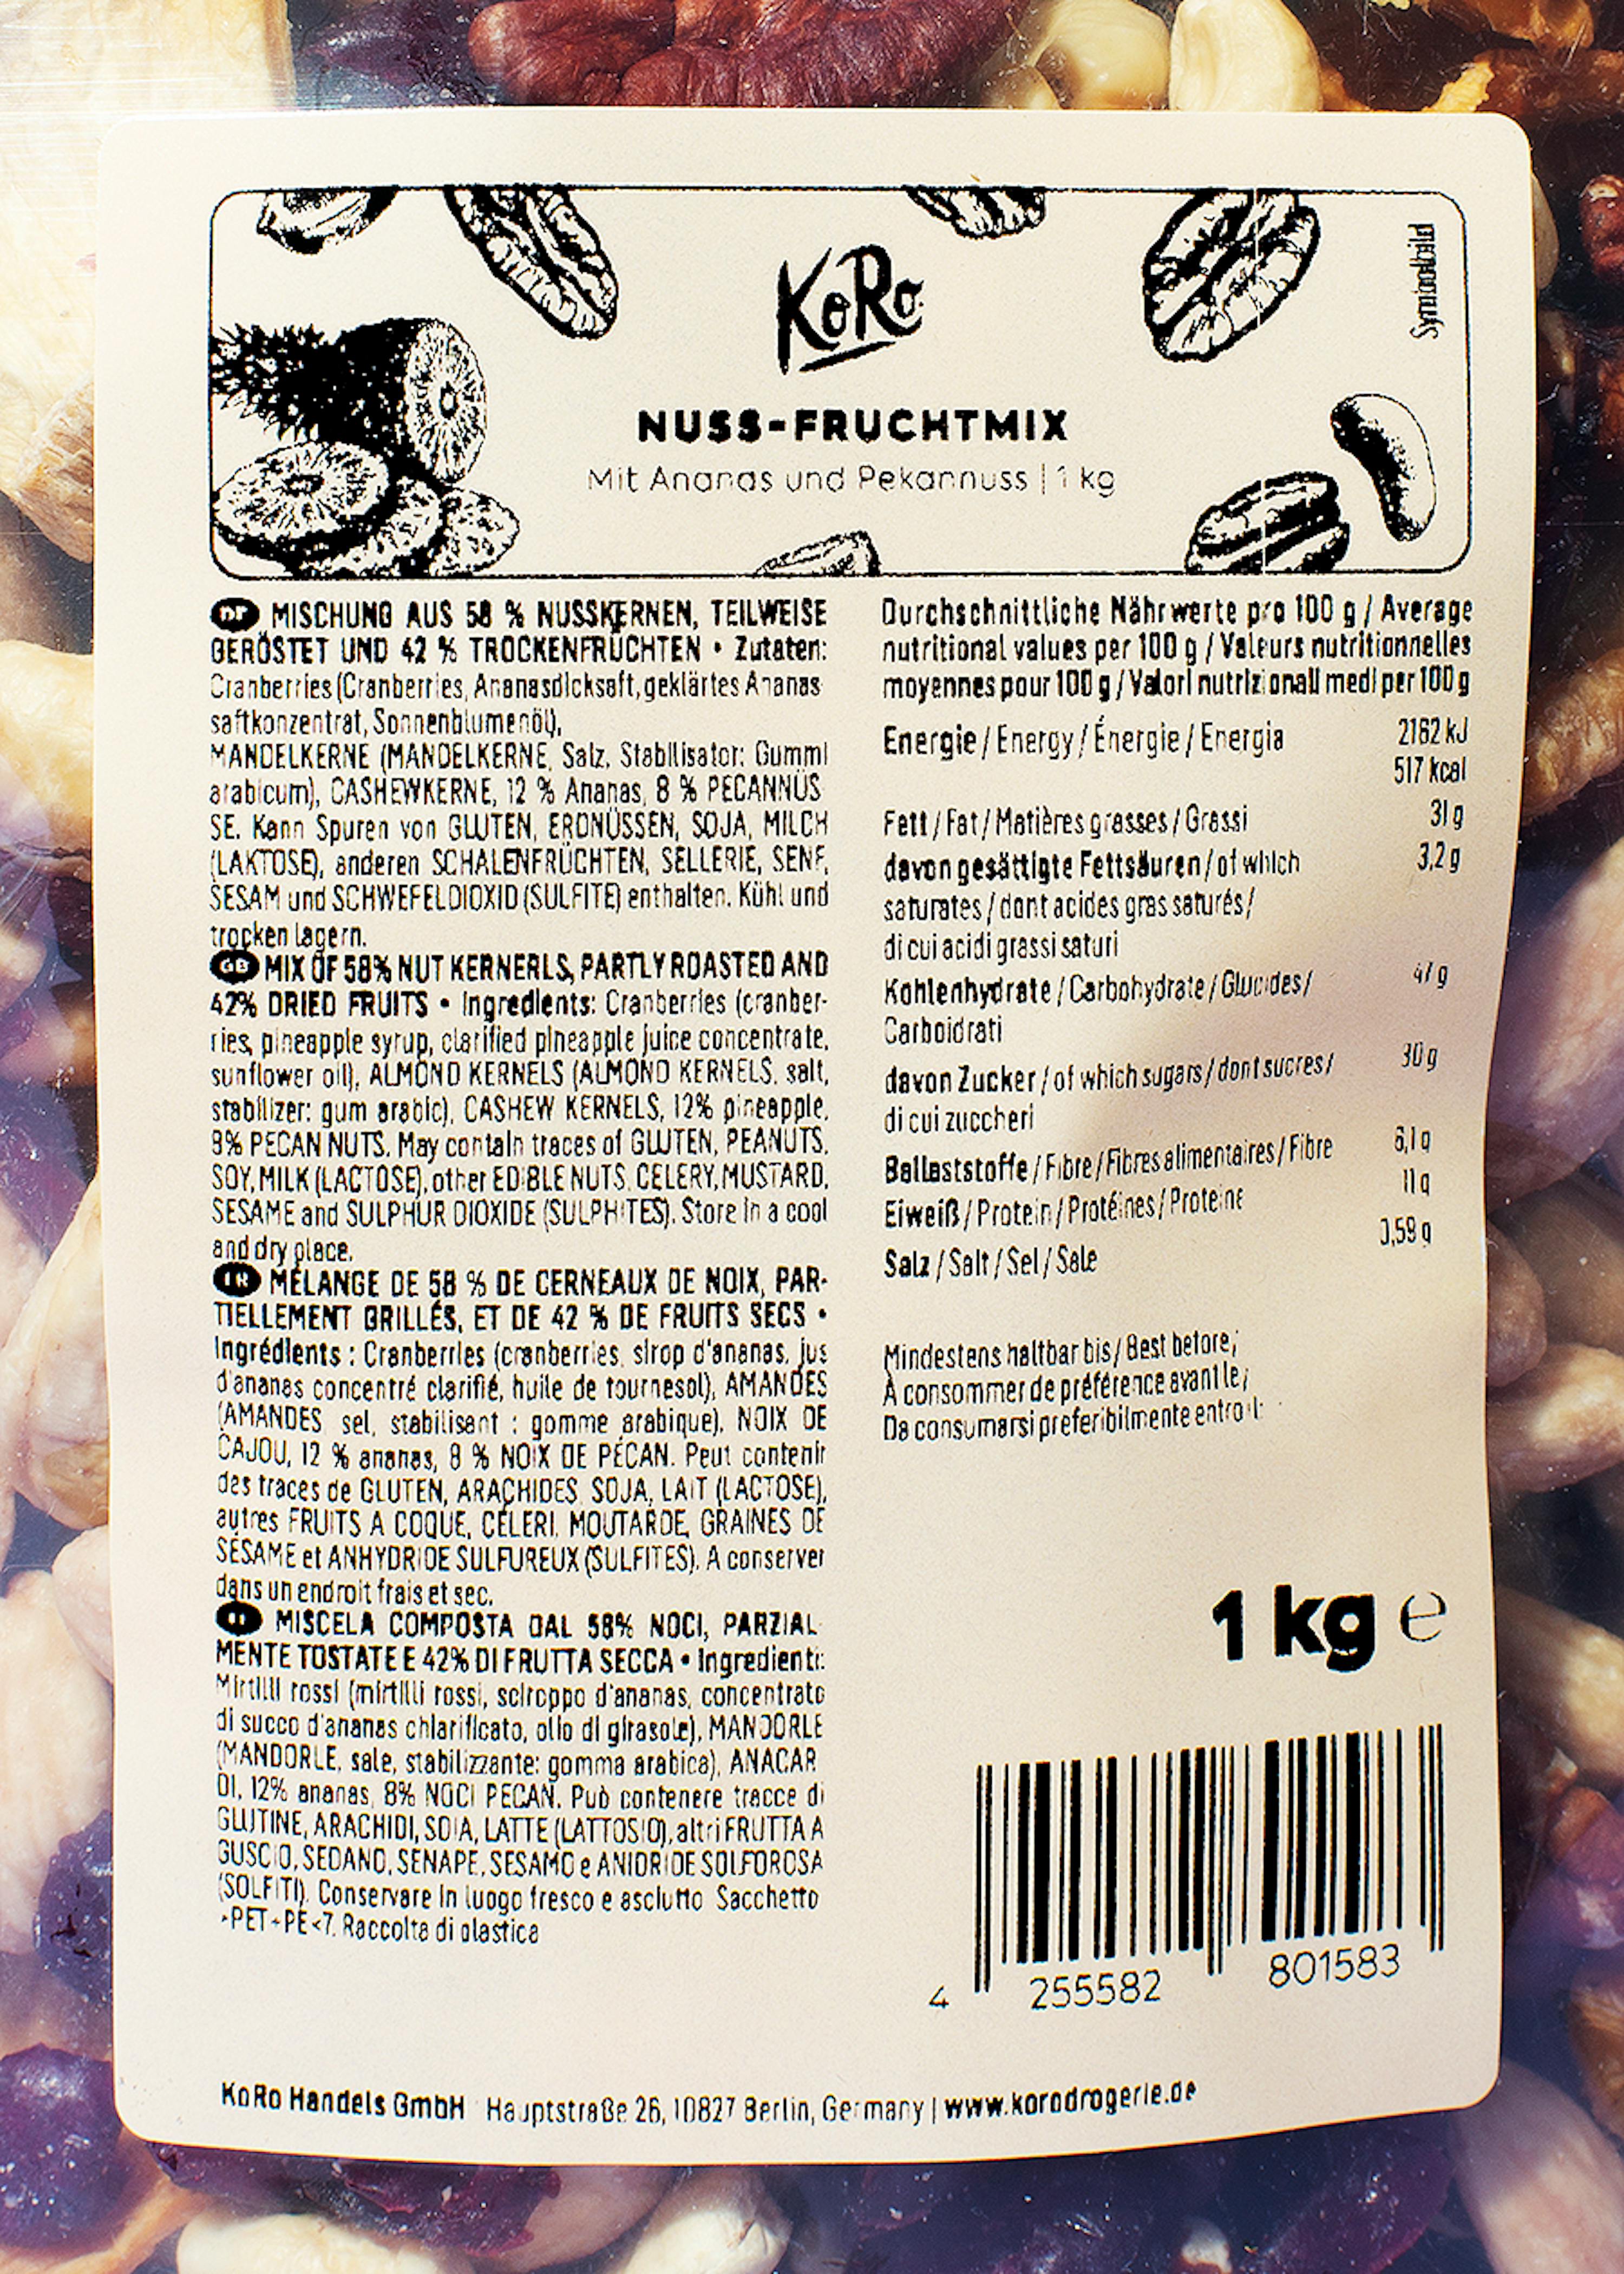 KoRo
Symbolbild
NUSS-FRUCHTMIX
Mit Ananas und Pekannuss | 1 kg
DE MISCHUNG AUS 58 % NUSSKERNEN, TEILWEISE
GERÖSTET UND 42 % TROCKENFRÜCHTEN • Zutaten:
Cranberries (Cranberries, Ananasdicksaft, geklärtes Ananas
saftkonzentrat, Sonnenblumenöl),
MANDELKERNE (MANDELKERNE, Salz, Stabilisator: Gummi
arabicum), CASHEWKERNE, 12 % Ananas, 8 % PECANNÜS
SE. Kann Spuren von GLUTEN, ERDNÜSSEN, SOJA, MILCH
(LAKTOSE), anderen SCHALENFRÜCHTEN, SELLERIE, SENF,
SESAM und SCHWEFELDIOXID (SULFITE) enthalten. Kühl und
trocken lagern.
GB MIX OF 58% NUT KERNERLS, PARTLY ROASTED AND
42% DRIED FRUITS • Ingredients: Cranberries (cranber-
ries, pineapple syrup, clarified pineapple juice concentrate,
sunflower oil), ALMOND KERNELS (ALMOND KERNELS, salt,
stabilizer: gum arabic), CASHEW KERNELS, 12% pineapple,
8% PECAN NUTS. May contain traces of GLUTEN, PEANUTS,
SOY, MILK (LACTOSE), other EDIBLE NUTS, CELERY, MUSTARD,
SESAME and SULPHUR DIOXIDE (SULPHITES). Store in a cool
and dry place.
FR MÉLANGE DE 58 % DE CERNEAUX DE NOIX, PAR-
TIELLEMENT GRILLÉS, ET DE 42 % DE FRUITS SECS •
Ingrédients : Cranberries (cranberries, sirop d'ananas, jus
d'ananas concentré clarifié, huile de tournesol), AMANDES
(AMANDES, sel, stabilisant : gomme arabique), NOIX DE
CAJOU, 12 % ananas, 8 % NOIX DE PÉCAN. Peut contenir
des traces de GLUTEN, ARACHIDES, SOJA, LAIT (LACTOSE),
autres FRUITS A COQUE, CÉLERI, MOUTARDE, GRAINES DE
SÉSAME et ANHYDRIDE SULFUREUX (SULFITES). A conserver
dans un endroit frais et sec.
MISCELA COMPOSTA DAL 58% NOCI, PARZIAL
MENTE TOSTATE E 42% DI FRUTTA SECCA • Ingredienti:
Mirtilli rossi (mirtilli rossi, sciroppo d'ananas, concentrato
di succo d'ananas chiarificato, olio di girasole), MANDORLE
(MANDORLE, sale, stabilizzante: gomma arabica), ANACAR
DI, 12% ananas, 8% NOCI PECAN. Può contenere tracce di
GLUTINE, ARACHIDI, SOIA, LATTE (LATTOSIO), altri FRUTTA A
GUSCIO, SEDANO, SENAPE, SESAMO e ANIDRIDE SOLFOROSA
(SOLFITI). Conservare in luogo fresco e asciutto Sacchetto
>PET+PE<7. Raccolta di plastica
Durchschnittliche Nährwerte pro 100 g / Average
nutritional values per 100 g / Valeurs nutritionnelles
moyennes pour 100 g / Valori nutrizionali medi per 100 g
Energie / Energy / Énergie / Energia 2162 kJ
517 kcal
Fett / Fat / Matières grasses / Grassi 31 g
davon gesättigte Fettsäuren / of which 3,2 g
saturates / dont acides gras saturés /
di cui acidi grassi saturi
Kohlenhydrate / Carbohydrate / Glucides / 47 g
Carboidrati
davon Zucker / of which sugars / dont sucres / 30 g
di cui zuccheri
Ballaststoffe / Fibre / Fibres alimentaires / Fibre 6,1 g
Eiweiß / Protein / Protéines / Proteine 11 g
Salz / Salt / Sel / Sale 0,59 g
Mindestens haltbar bis / Best before /
À consommer de préférence avant le /
Da consumarsi preferibilmente entro il:
1 kg e
4 255582 801583
KoRo Handels GmbH Hauptstraße 26, 10827 Berlin, Germany | www.korodrogerie.de